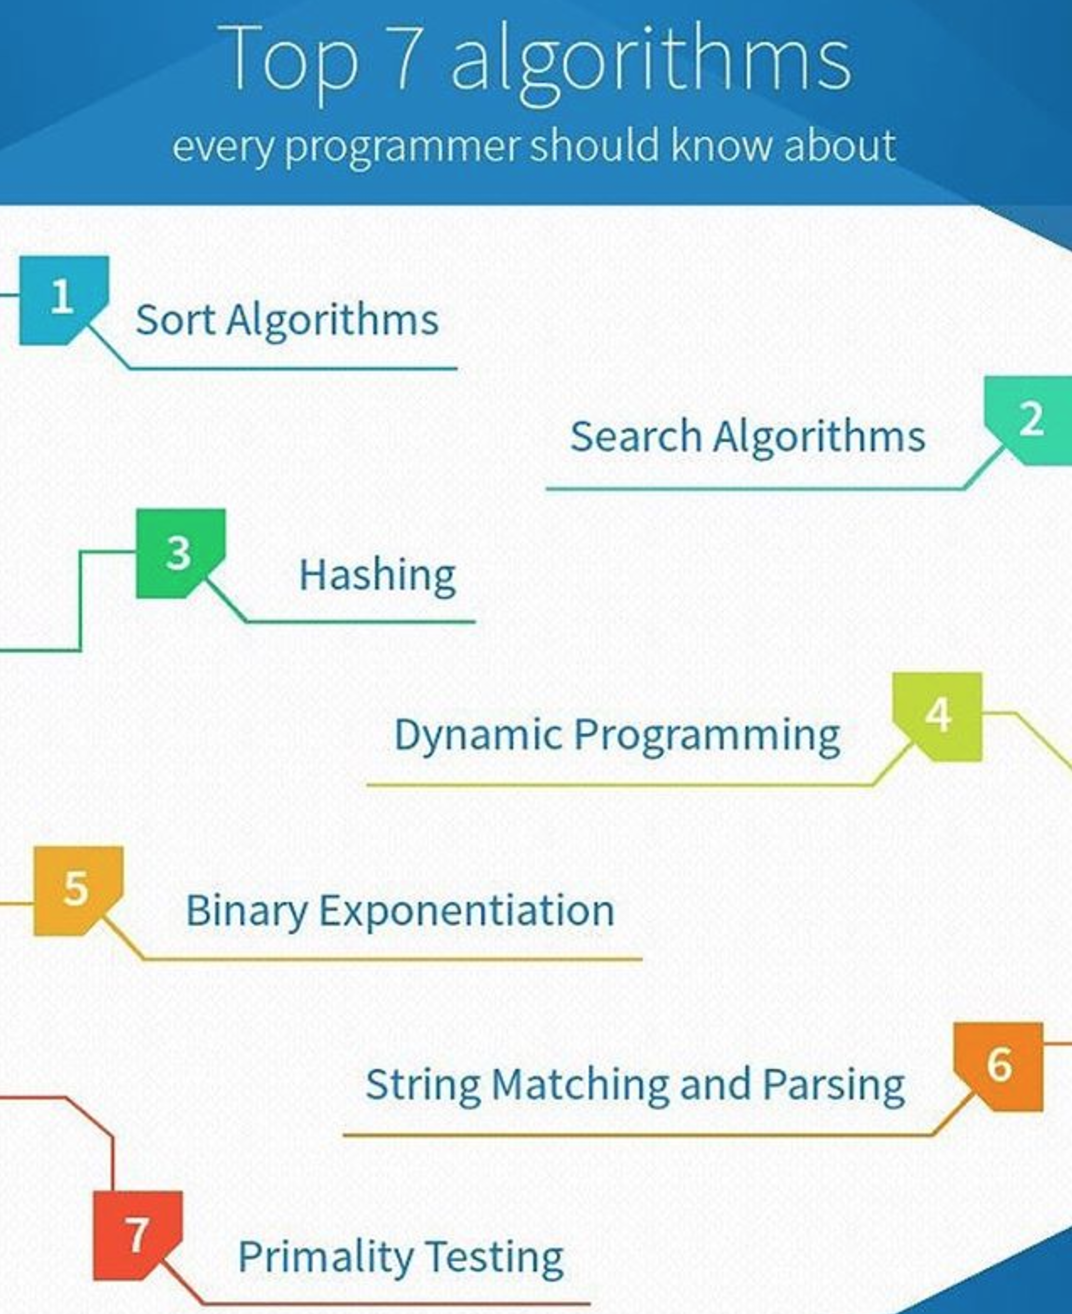 Top 7 algorithms
every programmer should know about
1
Sort Algorithms
2
Search Algorithms
3
Hashing
4
Dynamic Programming
5
Binary Exponentiation
6
String Matching and Parsing
7
Primality Testing